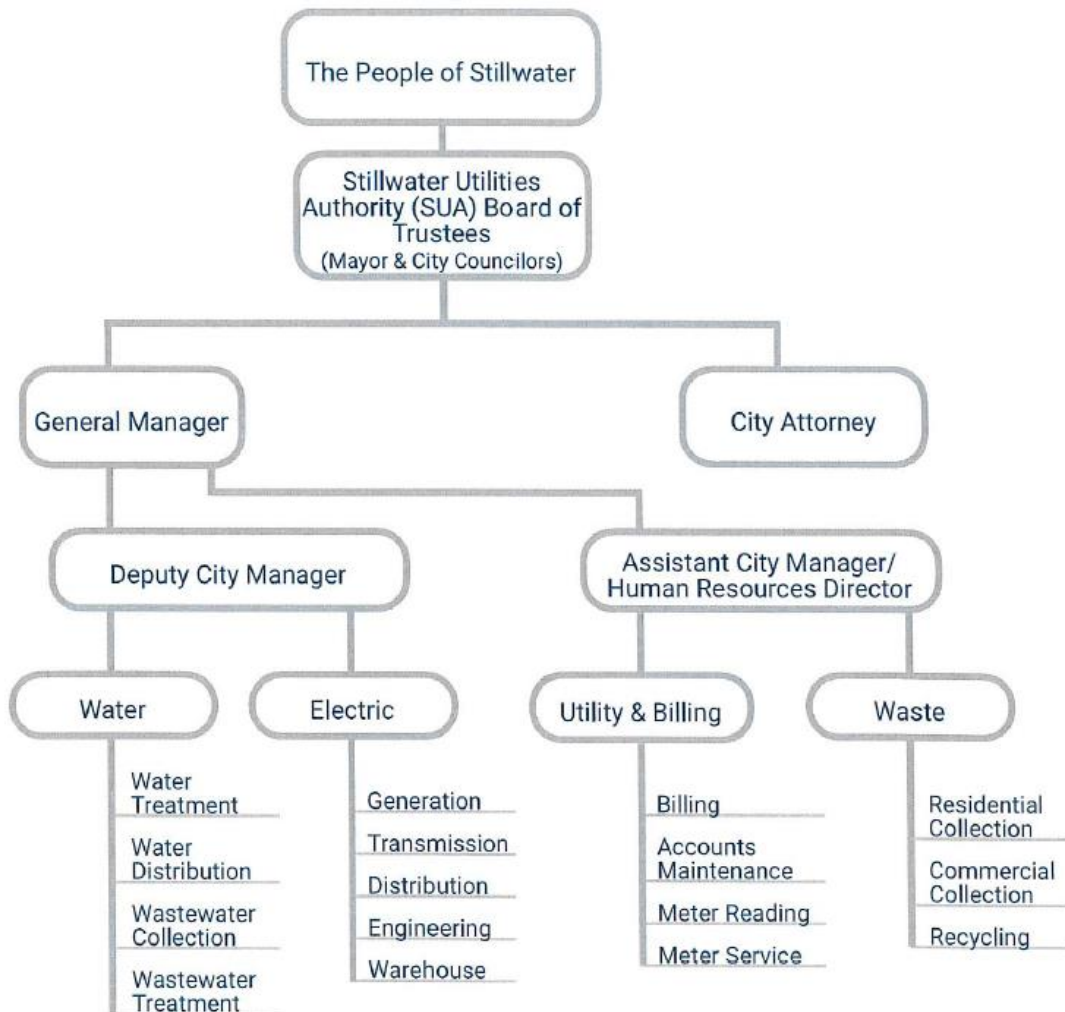 The People of Stillwater
Stillwater Utilities
Authority (SUA) Board of
Trustees
(Mayor & City Councilors)
General Manager
City Attorney
Deputy City Manager
Assistant City Manager/
Human Resources Director
Water
Electric
Utility & Billing
Waste
Water
Treatment
Water
Distribution
Wastewater
Collection
Wastewater
Treatment
Generation
Transmission
Distribution
Engineering
Warehouse
Billing
Accounts
Maintenance
Meter Reading
Meter Service
Residential
Collection
Commercial
Collection
Recycling